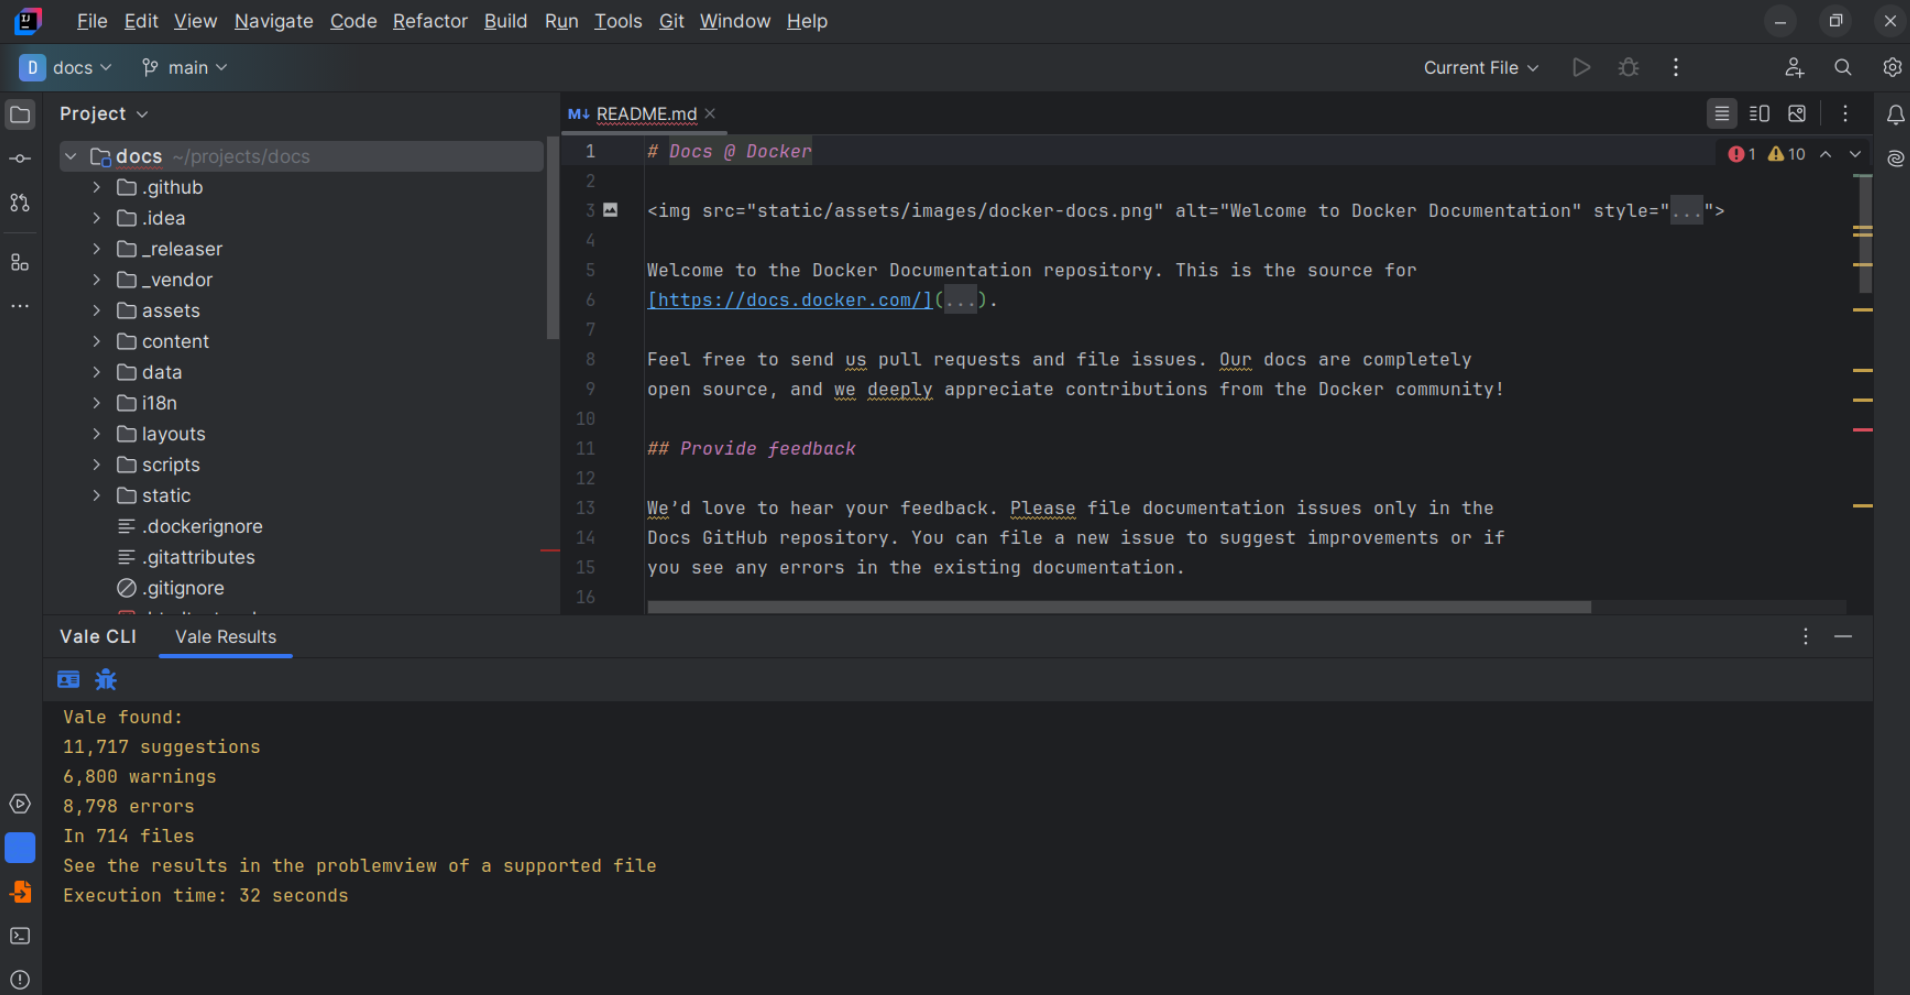 File Edit View Navigate Code Refactor Build Run Tools Git Window Help
D docs main Current File
Project
docs ~/projects/docs
.github
.idea
_releaser
_vendor
assets
content
data
i18n
layouts
scripts
static
.dockerignore
.gitattributes
.gitignore
M↓ README.md
1 10
1 # Docs @ Docker
2
3 <img src="static/assets/images/docker-docs.png" alt="Welcome to Docker Documentation" style="...">
4
5 Welcome to the Docker Documentation repository. This is the source for
6 [https://docs.docker.com/](...).
7
8 Feel free to send us pull requests and file issues. Our docs are completely
9 open source, and we deeply appreciate contributions from the Docker community!
10
11 ## Provide feedback
12
13 We’d love to hear your feedback. Please file documentation issues only in the
14 Docs GitHub repository. You can file a new issue to suggest improvements or if
15 you see any errors in the existing documentation.
16
Vale CLI Vale Results
Vale found:
11,717 suggestions
6,800 warnings
8,798 errors
In 714 files
See the results in the problemview of a supported file
Execution time: 32 seconds